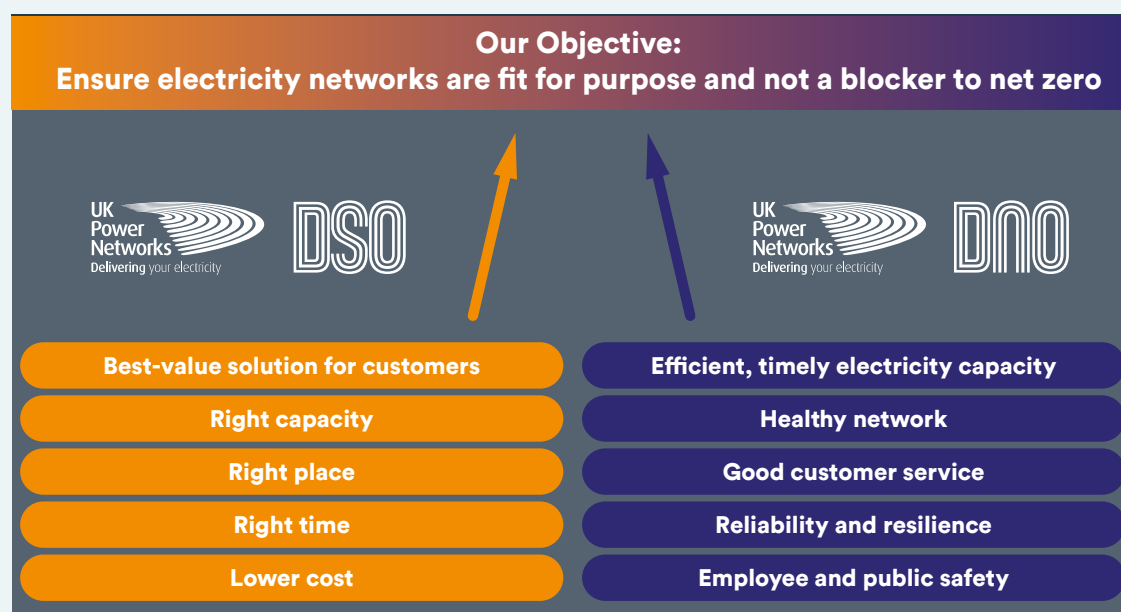 Our Objective:
Ensure electricity networks are fit for purpose and not a blocker to net zero
UK
Power
Networks
Delivering your electricity
DSO
UK
Power
Networks
Delivering your electricity
DNO
Best-value solution for customers
Right capacity
Right place
Right time
Lower cost
Efficient, timely electricity capacity
Healthy network
Good customer service
Reliability and resilience
Employee and public safety